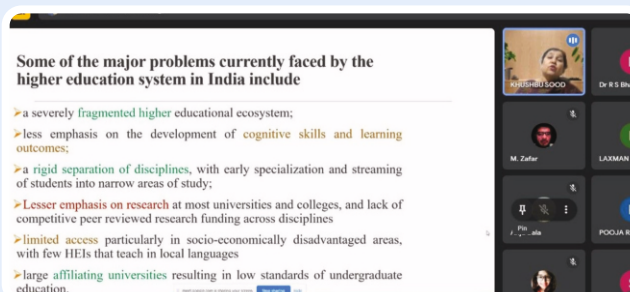 Some of the major problems currently faced by the
higher education system in India include
➢a severely fragmented higher educational ecosystem;
➢less emphasis on the development of cognitive skills and learning
outcomes;
➢a rigid separation of disciplines, with early specialization and streaming
of students into narrow areas of study;
➢Lesser emphasis on research at most universities and colleges, and lack of
competitive peer reviewed research funding across disciplines
➢limited access particularly in socio-economically disadvantaged areas,
with few HEIs that teach in local languages
➢large affiliating universities resulting in low standards of undergraduate
education.
KHUSHBU SOOD
Dr R S Bha
M. Zafar
LAXMAN
Pin
POOJA R